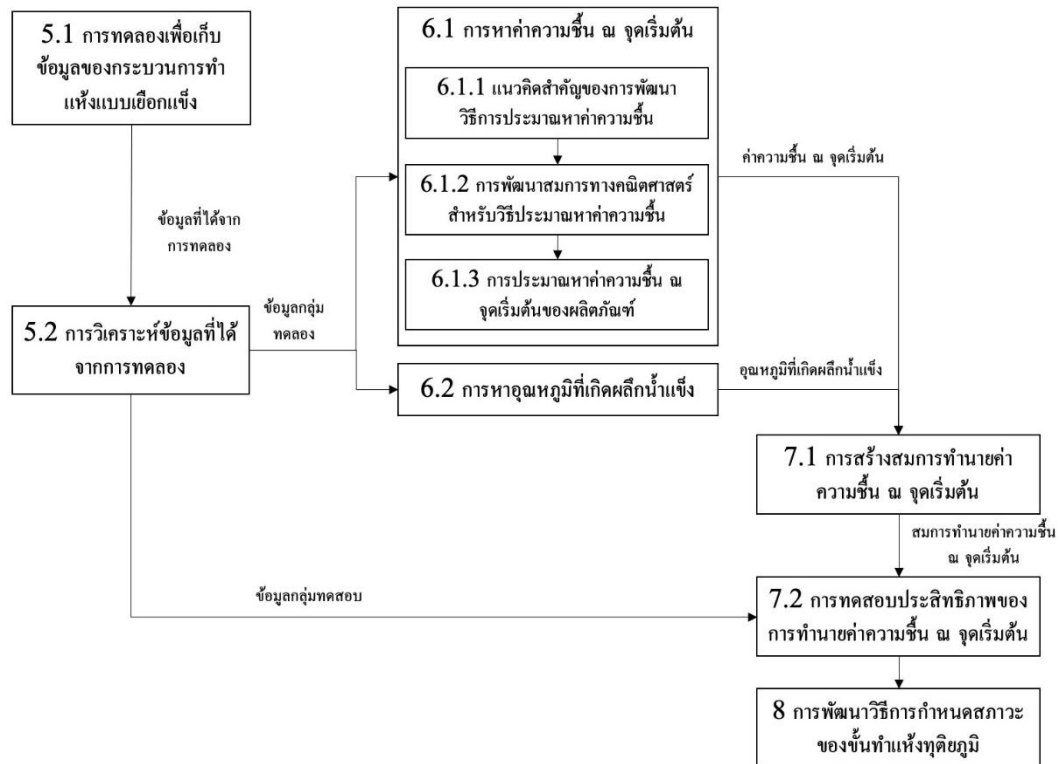 5.1 การทดลองเพื่อเก็บ
ข้อมูลของกระบวนการทำ
แห้งแบบเยือกแข็ง
ข้อมูลที่ได้จาก
การทดลอง
5.2 การวิเคราะห์ข้อมูลที่ได้
จากการทดลอง
ข้อมูลกลุ่ม
ทดลอง
6.1 การหาค่าความชื้น ณ จุดเริ่มต้น
6.1.1 แนวคิดสำคัญของการพัฒนา
วิธีการประมาณหาค่าความชื้น
6.1.2 การพัฒนาสมการทางคณิตศาสตร์
สำหรับวิธีประมาณหาค่าความชื้น
6.1.3 การประมาณหาค่าความชื้น ณ
จุดเริ่มต้นของผลิตภัณฑ์
ค่าความชื้น ณ จุดเริ่มต้น
6.2 การหาอุณหภูมิที่เกิดผลึกน้ำแข็ง
อุณหภูมิที่เกิดผลึกน้ำแข็ง
7.1 การสร้างสมการทำนายค่า
ความชื้น ณ จุดเริ่มต้น
สมการทำนายค่าความชื้น
ณ จุดเริ่มต้น
ข้อมูลกลุ่มทดสอบ
7.2 การทดสอบประสิทธิภาพของ
การทำนายค่าความชื้น ณ จุดเริ่มต้น
8 การพัฒนาวิธีการกำหนดสภาวะ
ของขั้นทำแห้งทุติยภูมิ